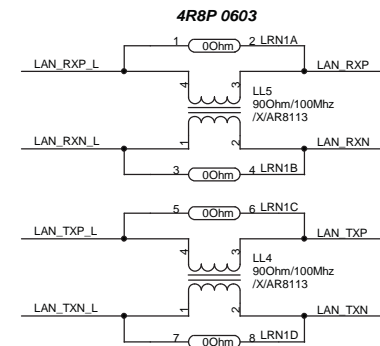 4R8P 0603
1 0Ohm 2 LRN1A
LAN_RXP_L LAN_RXP
4 3
LL5
90Ohm/100Mhz
/X/AR8113
LAN_RXN_L 1 2 LAN_RXN
3 0Ohm 4 LRN1B
5 0Ohm 6 LRN1C
LAN_TXP_L LAN_TXP
4 3
LL4
90Ohm/100Mhz
/X/AR8113
LAN_TXN_L 1 2 LAN_TXN
7 0Ohm 8 LRN1D